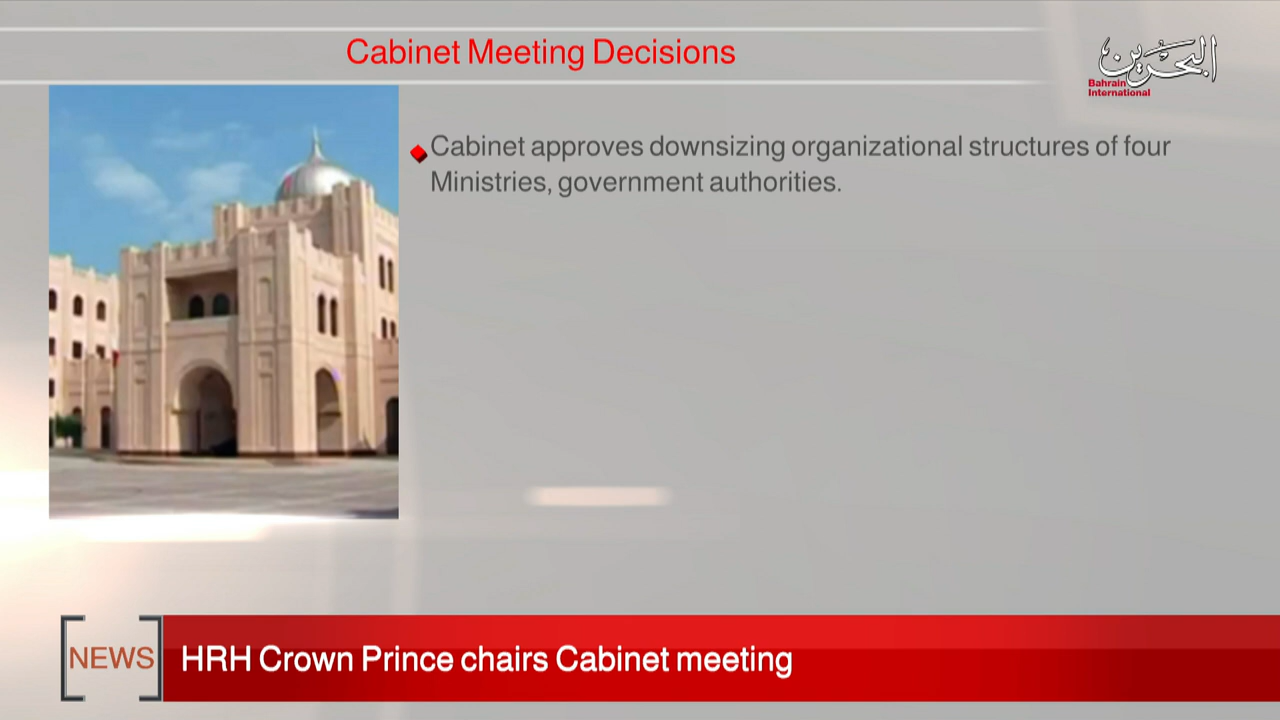 Cabinet Meeting Decisions
البحرين
Bahrain
International
Cabinet approves downsizing organizational structures of four
Ministries, government authorities.
NEWS
HRH Crown Prince chairs Cabinet meeting